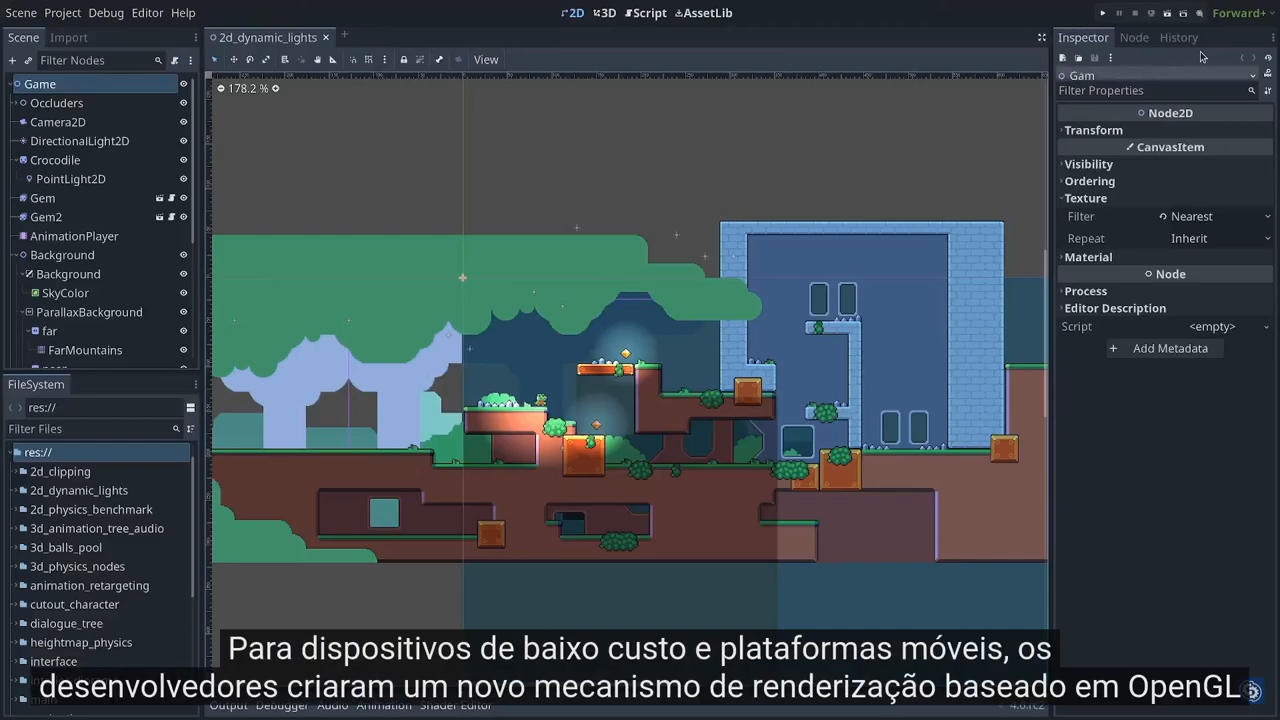 Scene Project Debug Editor Help
2D 3D Script AssetLib
Forward+
Scene Import
Filter Nodes
Game
Occluders
Camera2D
DirectionalLight2D
Crocodile
PointLight2D
Gem
Gem2
AnimationPlayer
Background
Background
SkyColor
ParallaxBackground
far
FarMountains
FileSystem
res://
Filter Files
res://
2d_clipping
2d_dynamic_lights
2d_physics_benchmark
3d_animation_tree_audio
3d_balls_pool
3d_physics_nodes
animation_retargeting
cutout_character
dialogue_tree
heightmap_physics
interface
2d_dynamic_lights
View
178.2 %
Inspector Node History
Gam
Filter Properties
Node2D
Transform
CanvasItem
Visibility
Ordering
Texture
Filter Nearest
Repeat Inherit
Material
Node
Process
Editor Description
Script <empty>
Add Metadata
Para dispositivos de baixo custo e plataformas móveis, os
desenvolvedores criaram um novo mecanismo de renderização baseado em OpenGL
Output Debugger Audio Animation Shader Editor